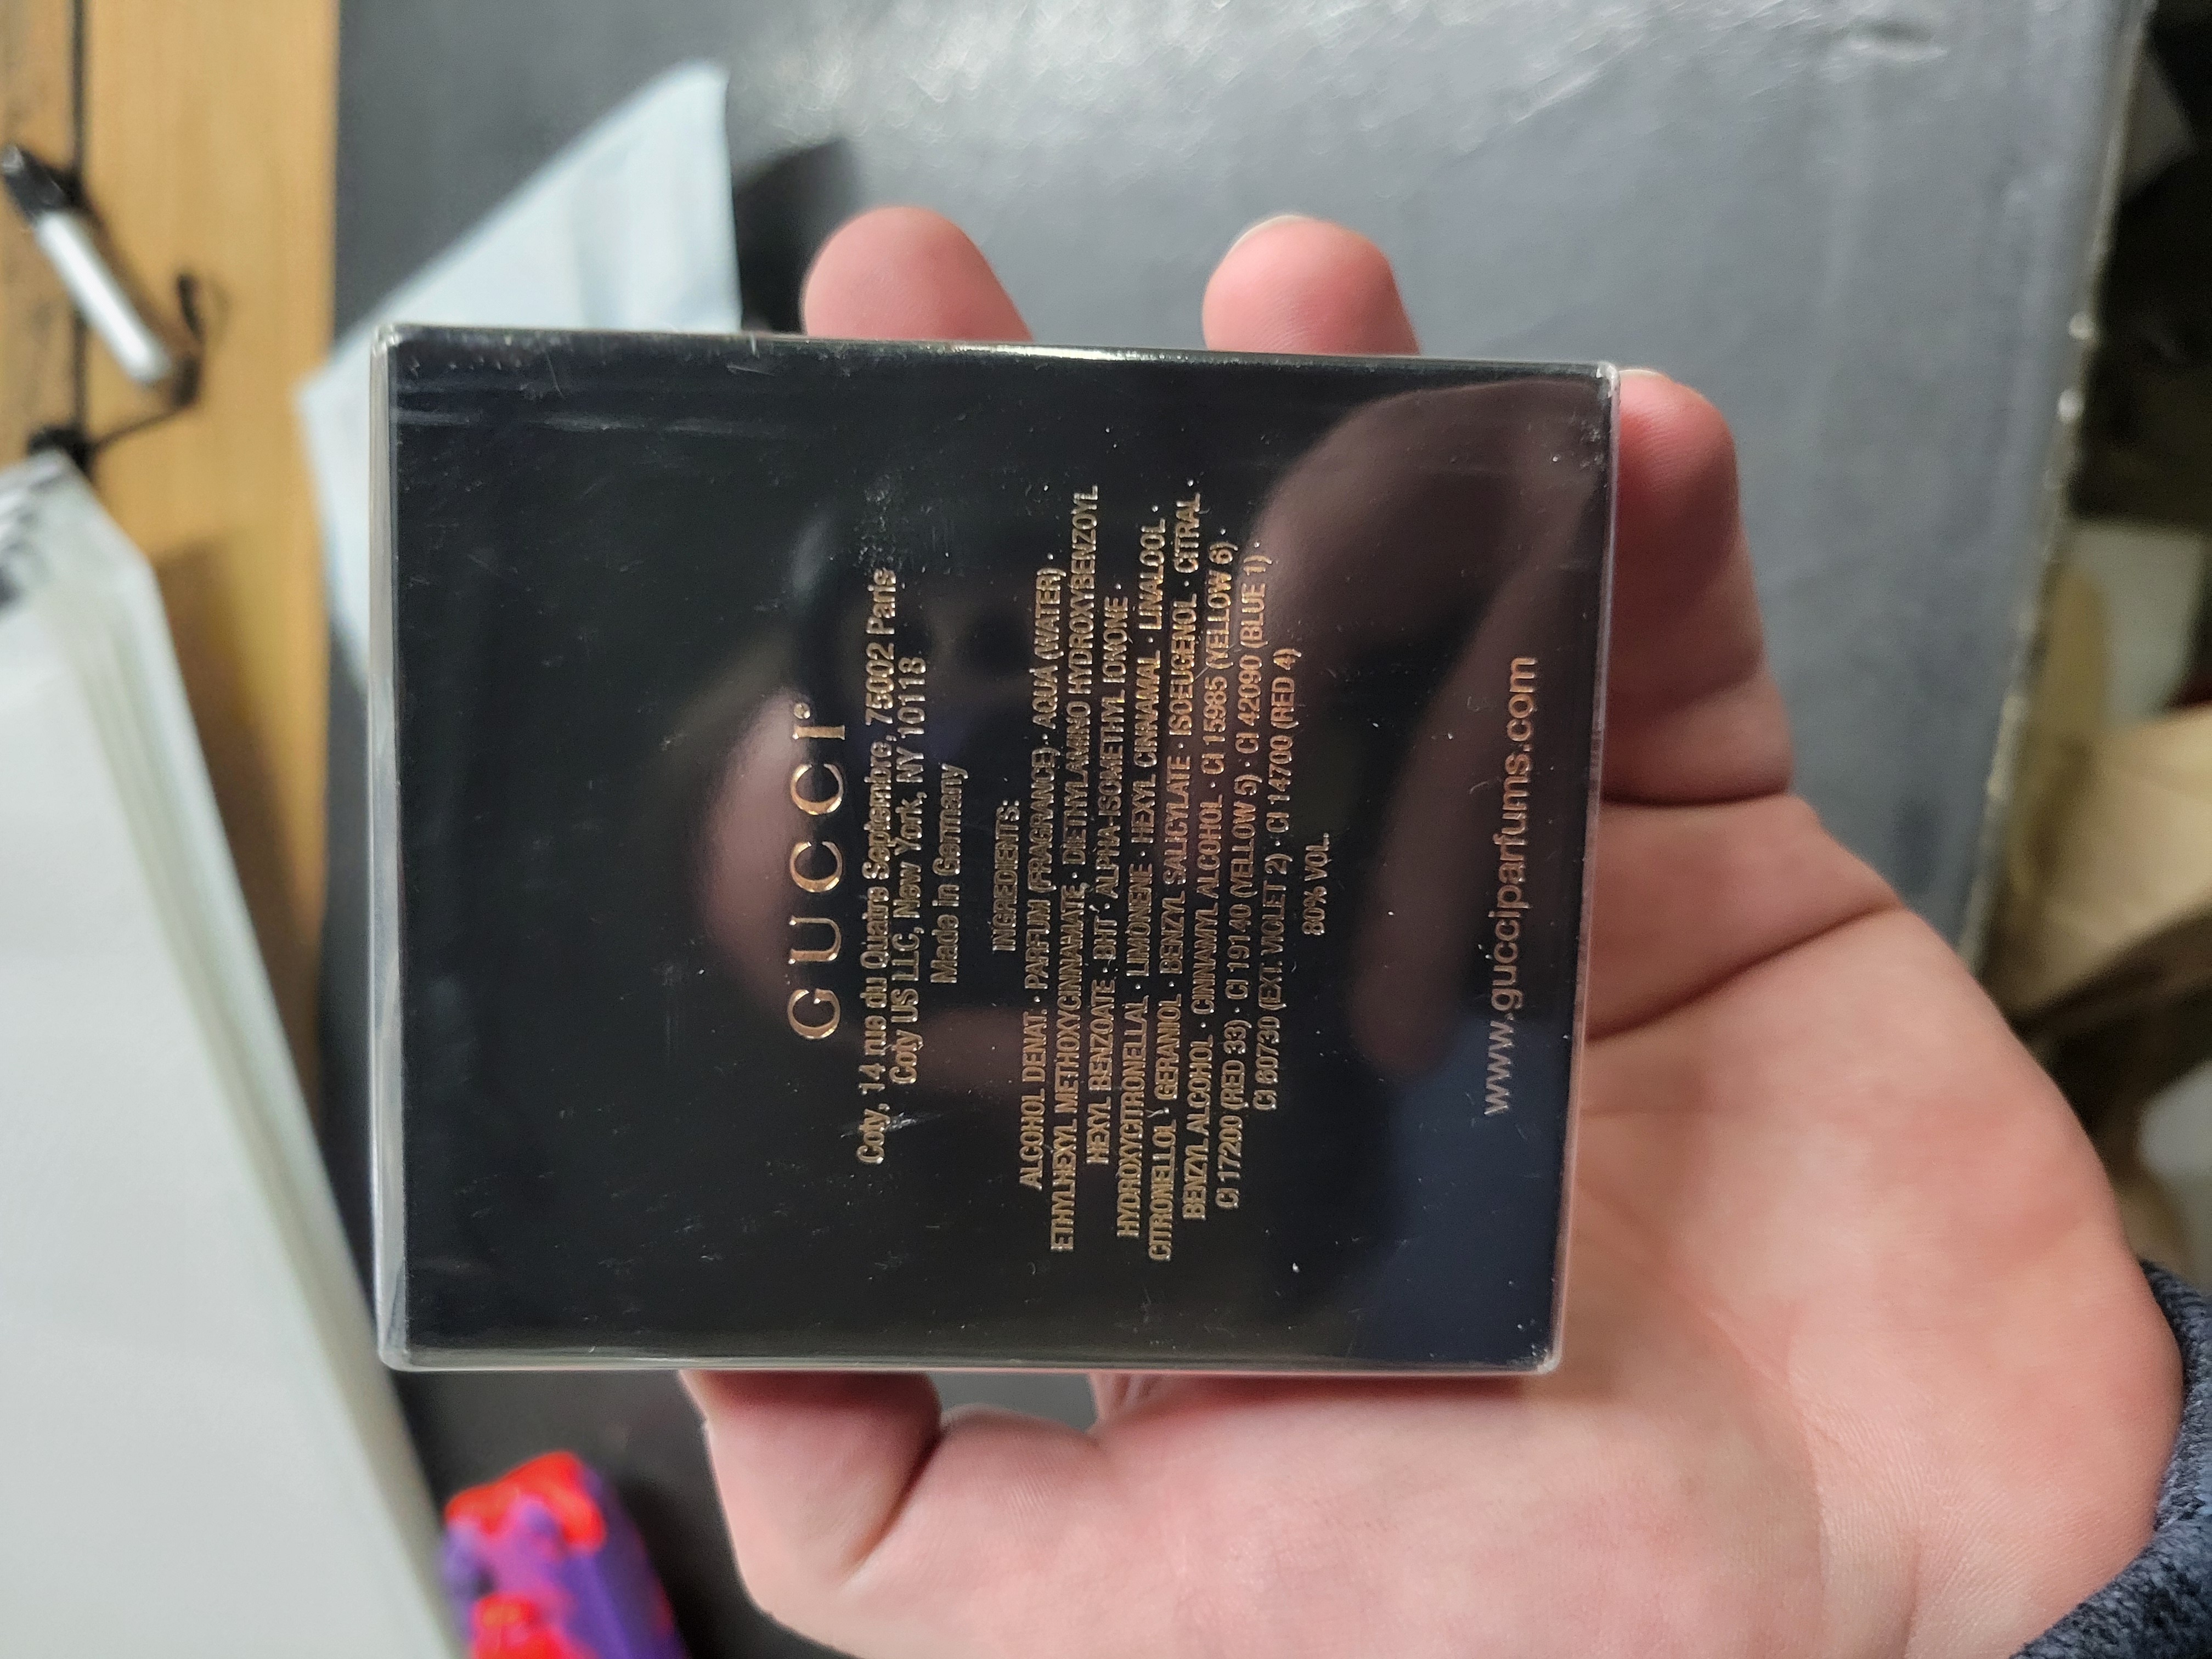 GUCCI®
Coty, 14 rue du Quatre Septembre, 75002 Paris
Coty US LLC, New York, NY 10118
Made in Germany
INGREDIENTS:
ALCOHOL DENAT. · PARFUM (FRAGRANCE) · AQUA (WATER) ·
ETHYLHEXYL METHOXYCINNAMATE · DIETHYLAMINO HYDROXYBENZOYL
HEXYL BENZOATE · BHT · ALPHA-ISOMETHYL IONONE ·
HYDROXYCITRONELLAL · LIMONENE · HEXYL CINNAMAL · LINALOOL ·
CITRONELLOL · GERANIOL · BENZYL SALICYLATE · ISOEUGENOL · CITRAL ·
BENZYL ALCOHOL · CINNAMYL ALCOHOL · CI 15985 (YELLOW 6) ·
CI 17200 (RED 33) · CI 19140 (YELLOW 5) · CI 42090 (BLUE 1) ·
CI 60730 (EXT. VIOLET 2) · CI 14700 (RED 4)
80% VOL.
www.gucciparfums.com